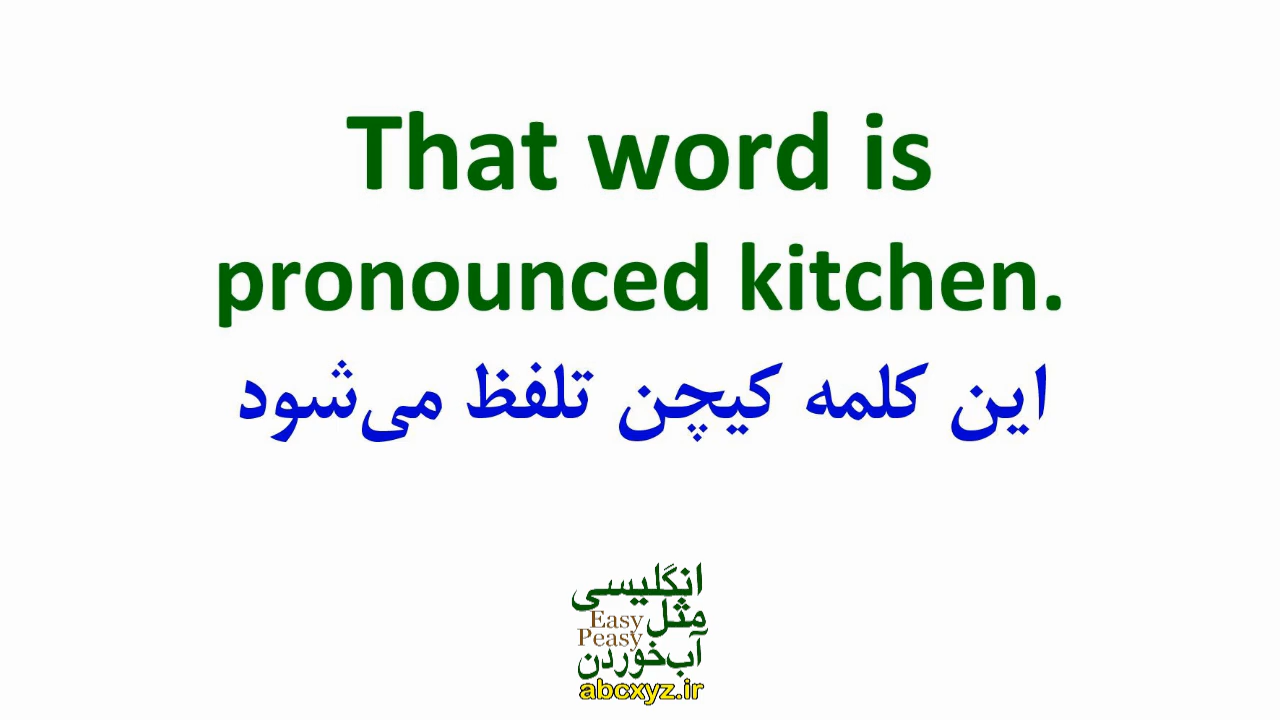 That word is
pronounced kitchen.
این کلمه کیچن تلفظ می‌شود
انگلیسی
مثل
Easy
Peasy
آب‌خوردن
abcxyz.ir